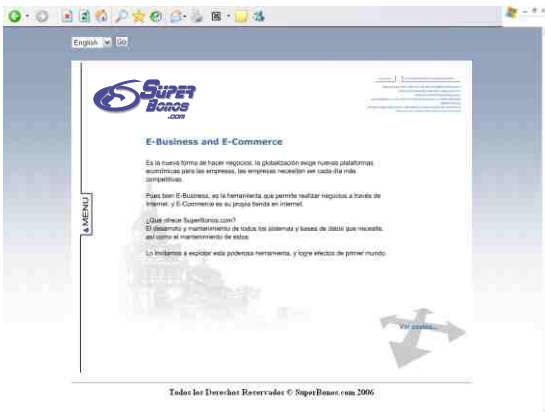 English Go
SUPER
BONOS
.COM
E-Business and E-Commerce
Es la nueva forma de hacer negocios, la globalización exige nuevas plataformas
económicas para las empresas, las empresas necesitan ser cada día más
competitivas.
Pues bien E-Business, es la herramienta que permite realizar negocios a través de
Internet, y E-Commerce es su propia tienda en internet.
¿Qué ofrece SuperBonos.com?
El desarrollo y mantenimiento de todos los sistemas y bases de datos que necesite,
así como el mantenimiento de estos.
Lo invitamos a explotar esta poderosa herramienta, y logre efectos de primer mundo.
MENU
Ver costos...
Todos los Derechos Reservados © SuperBonos.com 2006